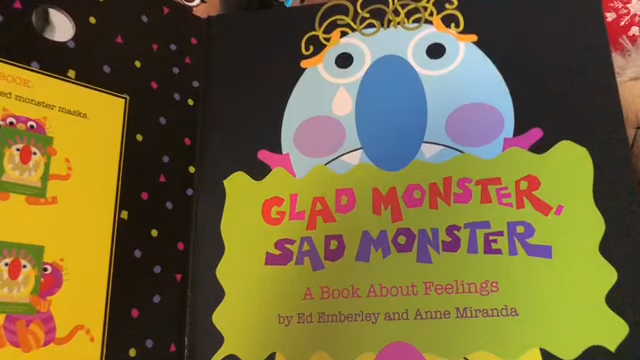 BOOK:
ed monster masks.
GLAD MONSTER,
SAD MONSTER
A Book About Feelings
by Ed Emberley and Anne Miranda